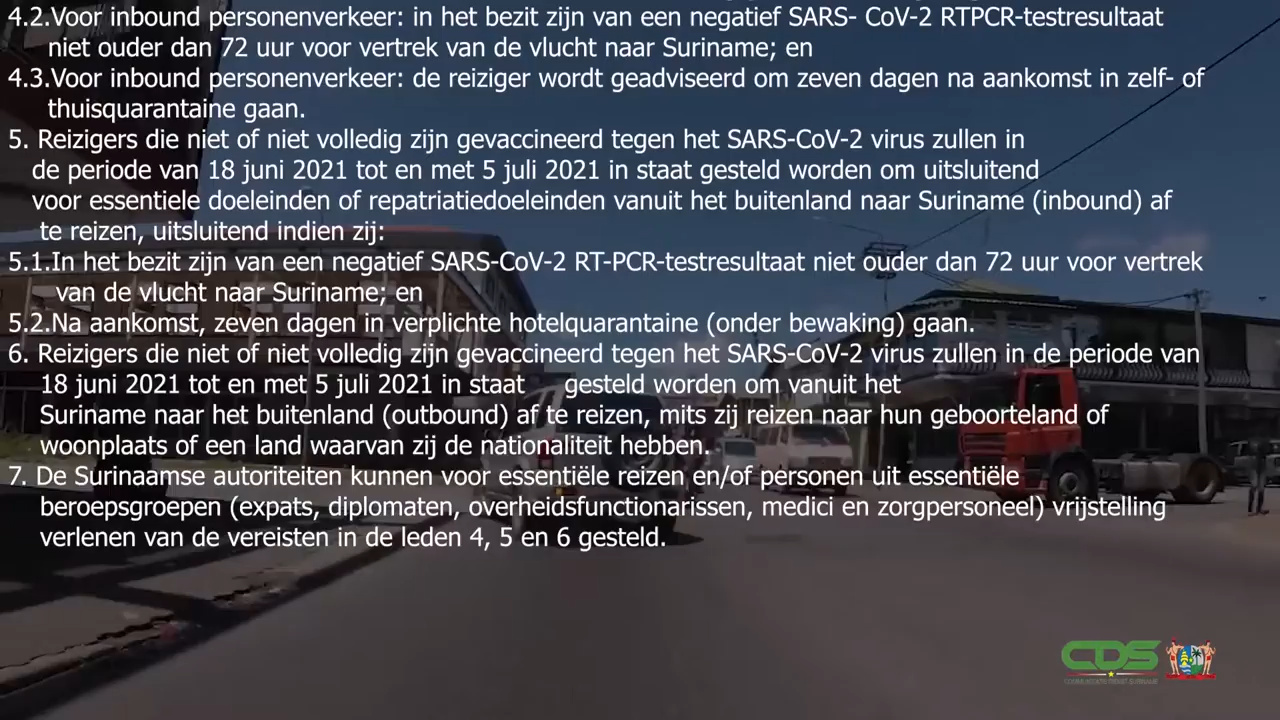 4.2.Voor inbound personenverkeer: in het bezit zijn van een negatief SARS- CoV-2 RTPCR-testresultaat
niet ouder dan 72 uur voor vertrek van de vlucht naar Suriname; en
4.3.Voor inbound personenverkeer: de reiziger wordt geadviseerd om zeven dagen na aankomst in zelf- of
thuisquarantaine gaan.
5. Reizigers die niet of niet volledig zijn gevaccineerd tegen het SARS-CoV-2 virus zullen in
de periode van 18 juni 2021 tot en met 5 juli 2021 in staat gesteld worden om uitsluitend
voor essentiele doeleinden of repatriatiedoeleinden vanuit het buitenland naar Suriname (inbound) af
te reizen, uitsluitend indien zij:
5.1.In het bezit zijn van een negatief SARS-CoV-2 RT-PCR-testresultaat niet ouder dan 72 uur voor vertrek
van de vlucht naar Suriname; en
5.2.Na aankomst, zeven dagen in verplichte hotelquarantaine (onder bewaking) gaan.
6. Reizigers die niet of niet volledig zijn gevaccineerd tegen het SARS-CoV-2 virus zullen in de periode van
18 juni 2021 tot en met 5 juli 2021 in staat gesteld worden om vanuit het
Suriname naar het buitenland (outbound) af te reizen, mits zij reizen naar hun geboorteland of
woonplaats of een land waarvan zij de nationaliteit hebben.
7. De Surinaamse autoriteiten kunnen voor essentiële reizen en/of personen uit essentiële
beroepsgroepen (expats, diplomaten, overheidsfunctionarissen, medici en zorgpersoneel) vrijstelling
verlenen van de vereisten in de leden 4, 5 en 6 gesteld.
CDS